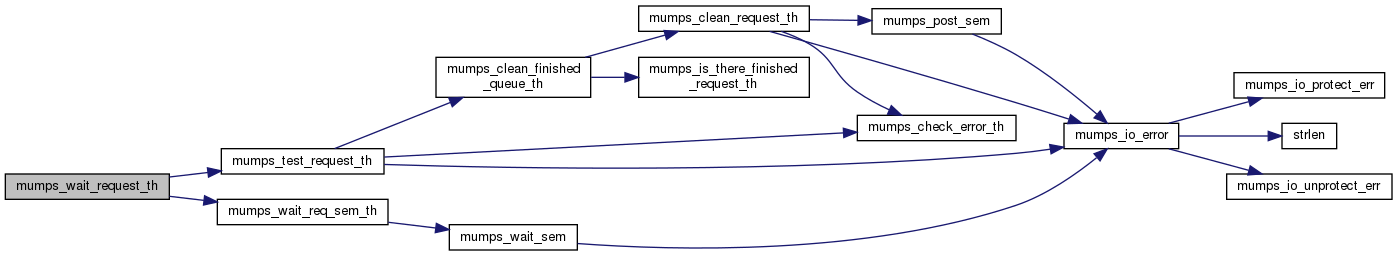 mumps_wait_request_th
mumps_test_request_th
mumps_wait_req_sem_th
mumps_clean_finished
_queue_th
mumps_wait_sem
mumps_clean_request_th
mumps_is_there_finished
_request_th
mumps_post_sem
mumps_check_error_th
mumps_io_error
mumps_io_protect_err
strlen
mumps_io_unprotect_err